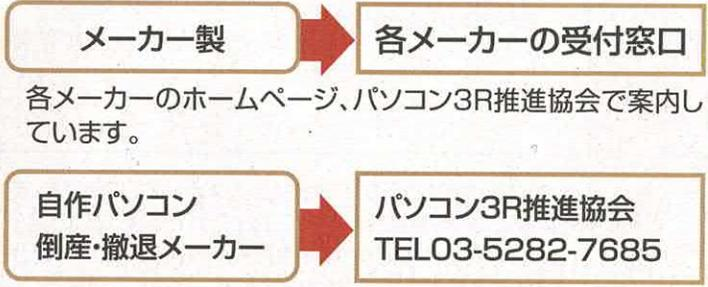 メーカー製
各メーカーの受付窓口
各メーカーのホームページ、パソコン3R推進協会で案内し
ています。
自作パソコン
倒産・撤退メーカー
パソコン3R推進協会
TEL03-5282-7685